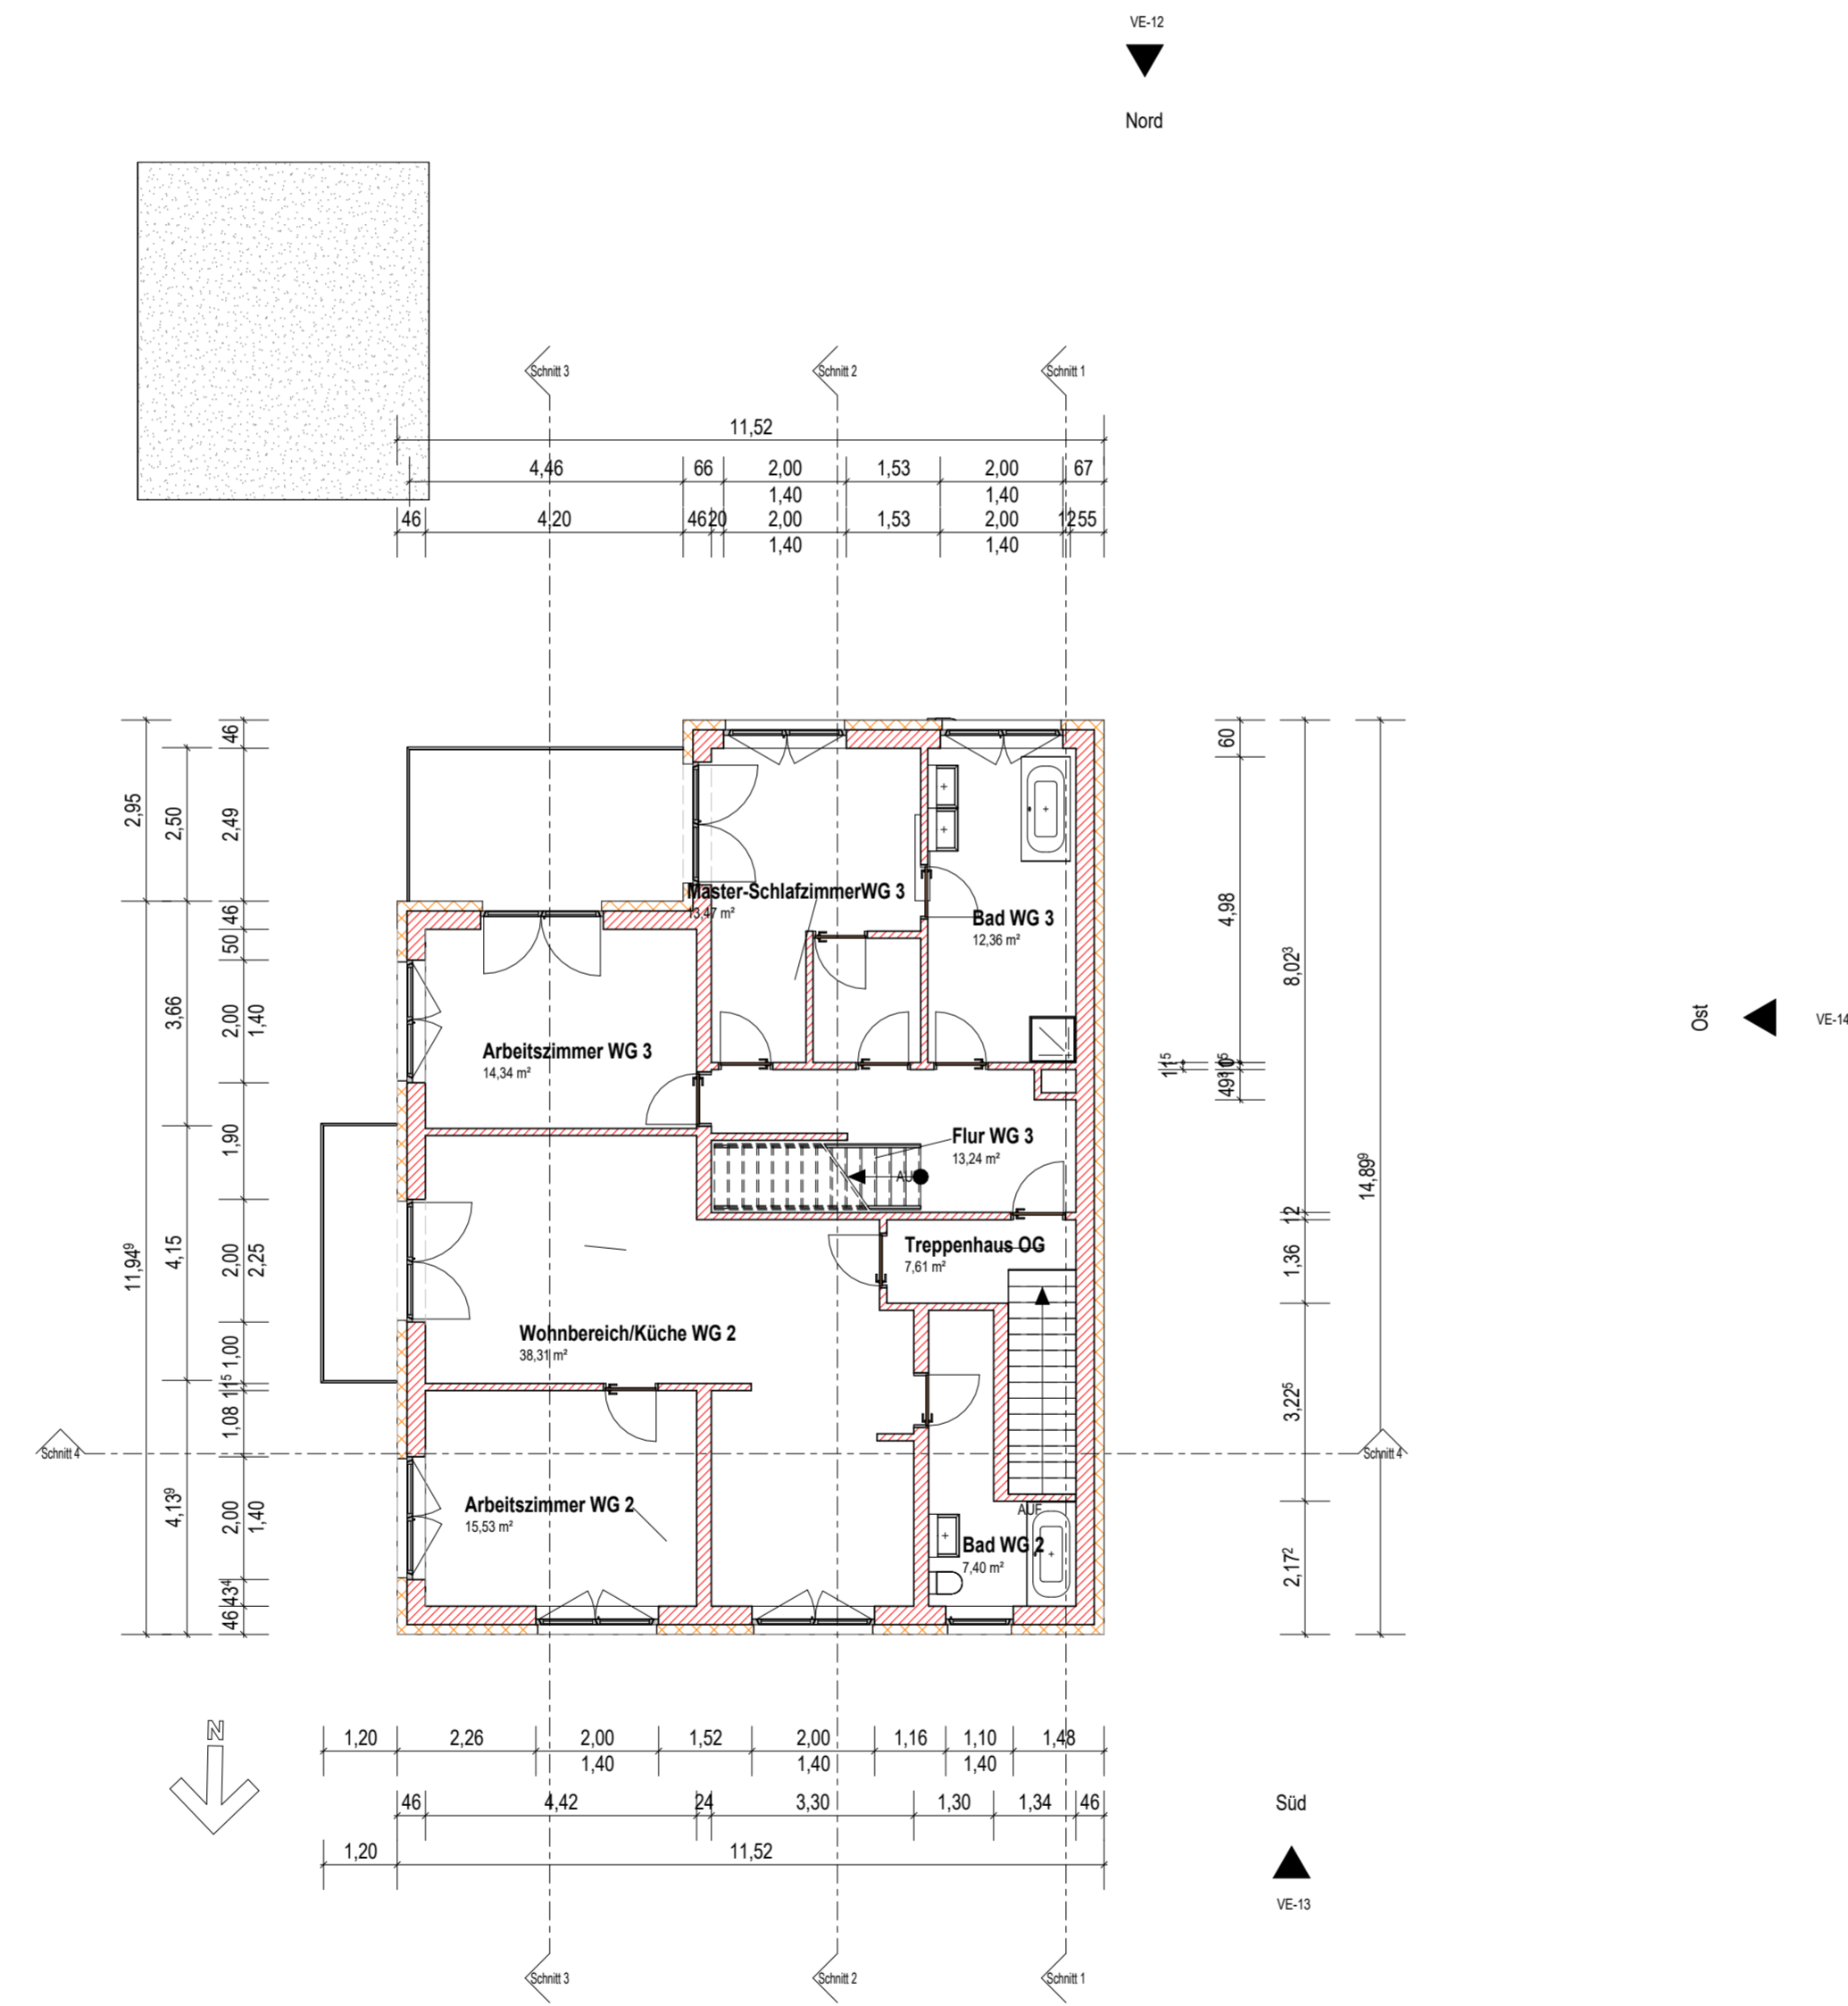 VE-12
Nord
Schnitt 3
Schnitt 2
Schnitt 1
11,52
4,46 66 2,00 1,53 2,00 67
1,40 1,40
46 4,20 46 20 2,00 1,53 2,00 12 55
1,40 1,40
46
2,49
46
50
2,00 1,40
1,90
2,00 2,25
1,00
11⁵
1,08
2,00 1,40
43⁴
46
2,50
3,66
4,15
4,13⁹
2,95
11,94⁹
60
4,98
49³
11⁵
8,02³
12
1,36
3,22⁵
2,17²
14,89⁹
Master-SchlafzimmerWG 3
13,47 m²
Bad WG 3
12,36 m²
Arbeitszimmer WG 3
14,34 m²
Flur WG 3
13,24 m²
AUF
Treppenhaus OG
7,61 m²
Wohnbereich/Küche WG 2
38,31 m²
Arbeitszimmer WG 2
15,53 m²
AUF
Bad WG 2
7,40 m²
Ost
VE-14
Schnitt 4
Schnitt 4
N
1,20 2,26 2,00 1,52 2,00 1,16 1,10 1,48
1,40 1,40 1,40
46 4,42 24 3,30 1,30 1,34 46
1,20 11,52
Süd
VE-13
Schnitt 3
Schnitt 2
Schnitt 1